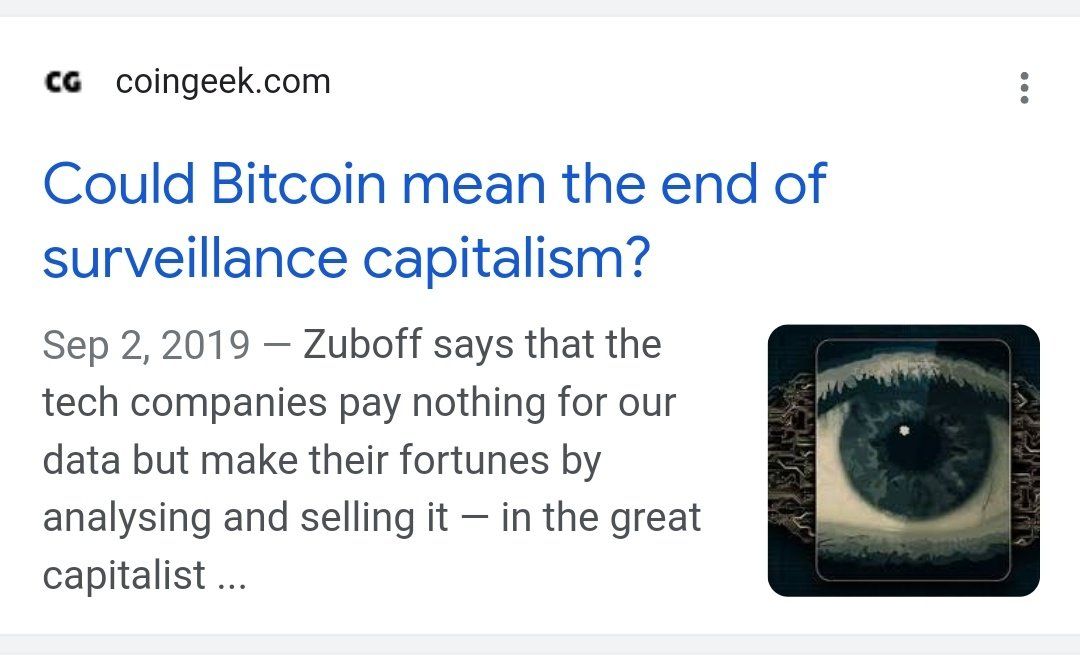 CG coingeek.com
Could Bitcoin mean the end of
surveillance capitalism?
Sep 2, 2019 — Zuboff says that the
tech companies pay nothing for our
data but make their fortunes by
analysing and selling it — in the great
capitalist ...